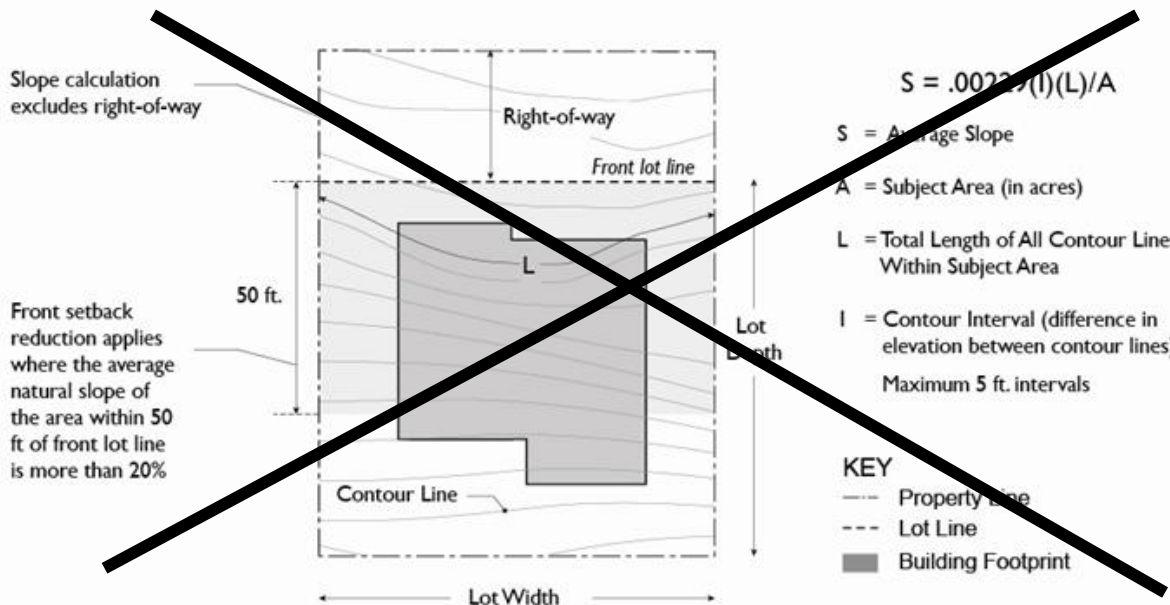 Slope calculation
excludes right-of-way
Right-of-way
Front lot line
L
50 ft.
Front setback
reduction applies
where the average
natural slope of
the area within 50
ft of front lot line
is more than 20%
Lot
Depth
Contour Line
Lot Width
S = .00229(I)(L)/A
S = Average Slope
A = Subject Area (in acres)
L = Total Length of All Contour Line
Within Subject Area
I = Contour Interval (difference in
elevation between contour lines)
Maximum 5 ft. intervals
KEY
Property Line
Lot Line
Building Footprint